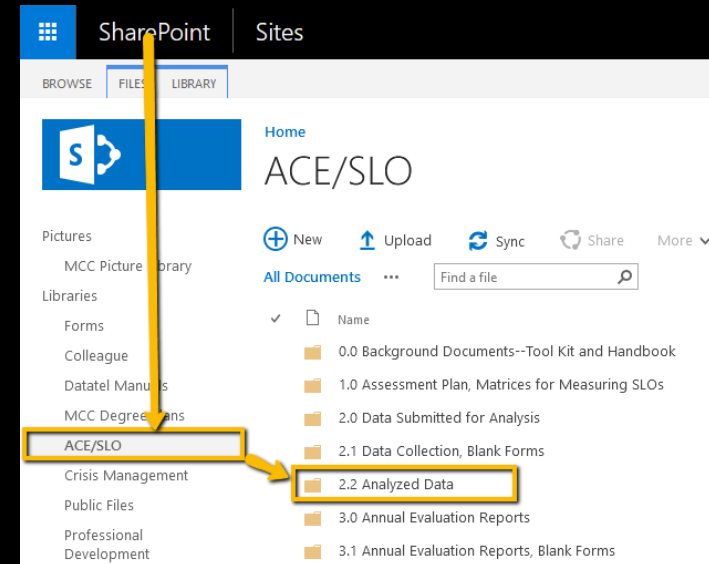 SharePoint Sites
BROWSE FILES LIBRARY
S
Home
ACE/SLO
Pictures
MCC Picture Library
Libraries
Forms
Colleague
Datatel Manuals
MCC Degree Plans
ACE/SLO
Crisis Management
Public Files
Professional
Development
New Upload Sync Share More
All Documents ... Find a file
Name
0.0 Background Documents--Tool Kit and Handbook
1.0 Assessment Plan, Matrices for Measuring SLOs
2.0 Data Submitted for Analysis
2.1 Data Collection, Blank Forms
2.2 Analyzed Data
3.0 Annual Evaluation Reports
3.1 Annual Evaluation Reports, Blank Forms